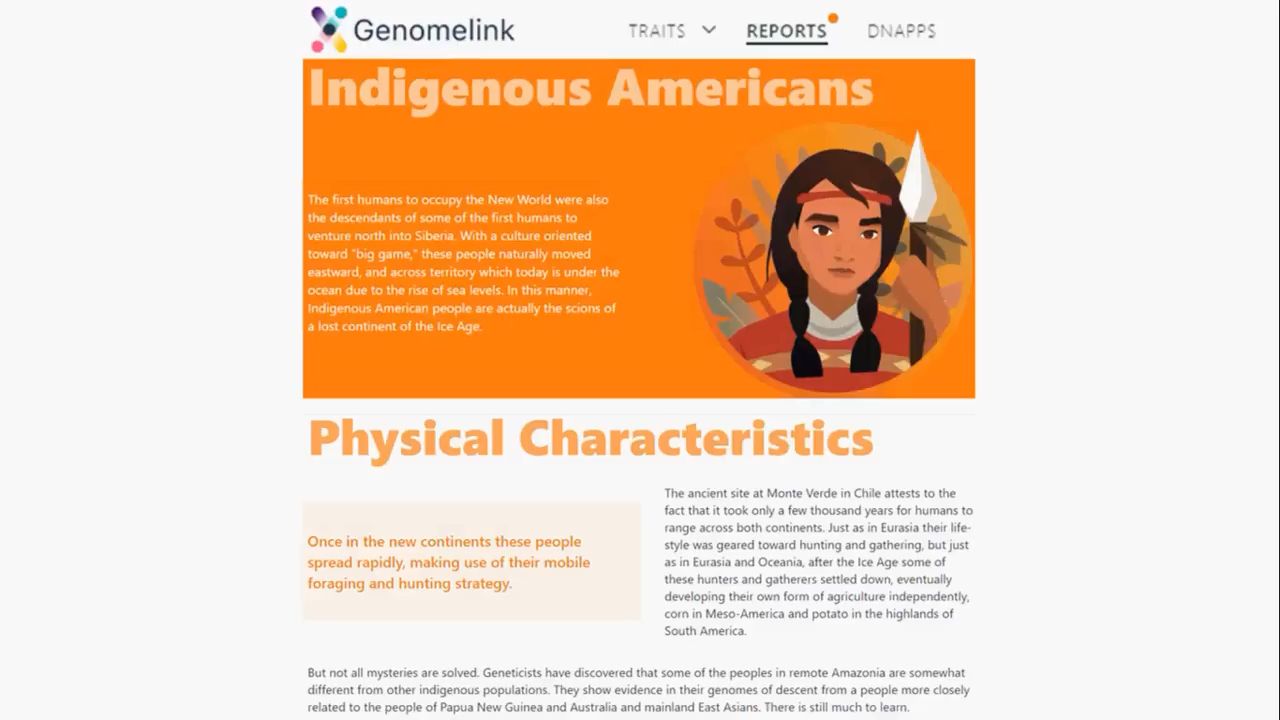 Genomelink
TRAITS
REPORTS
DNAPPS
Indigenous Americans
The first humans to occupy the New World were also
the descendants of some of the first humans to
venture north into Siberia. With a culture oriented
toward "big game," these people naturally moved
eastward, and across territory which today is under the
ocean due to the rise of sea levels. In this manner,
Indigenous American people are actually the scions of
a lost continent of the Ice Age.
Physical Characteristics
Once in the new continents these people
spread rapidly, making use of their mobile
foraging and hunting strategy.
The ancient site at Monte Verde in Chile attests to the
fact that it took only a few thousand years for humans to
range across both continents. Just as in Eurasia their life-
style was geared toward hunting and gathering, but just
as in Eurasia and Oceania, after the Ice Age some of
these hunters and gatherers settled down, eventually
developing their own form of agriculture independently,
corn in Meso-America and potato in the highlands of
South America.
But not all mysteries are solved. Geneticists have discovered that some of the peoples in remote Amazonia are somewhat
different from other indigenous populations. They show evidence in their genomes of descent from a people more closely
related to the people of Papua New Guinea and Australia and mainland East Asians. There is still much to learn.